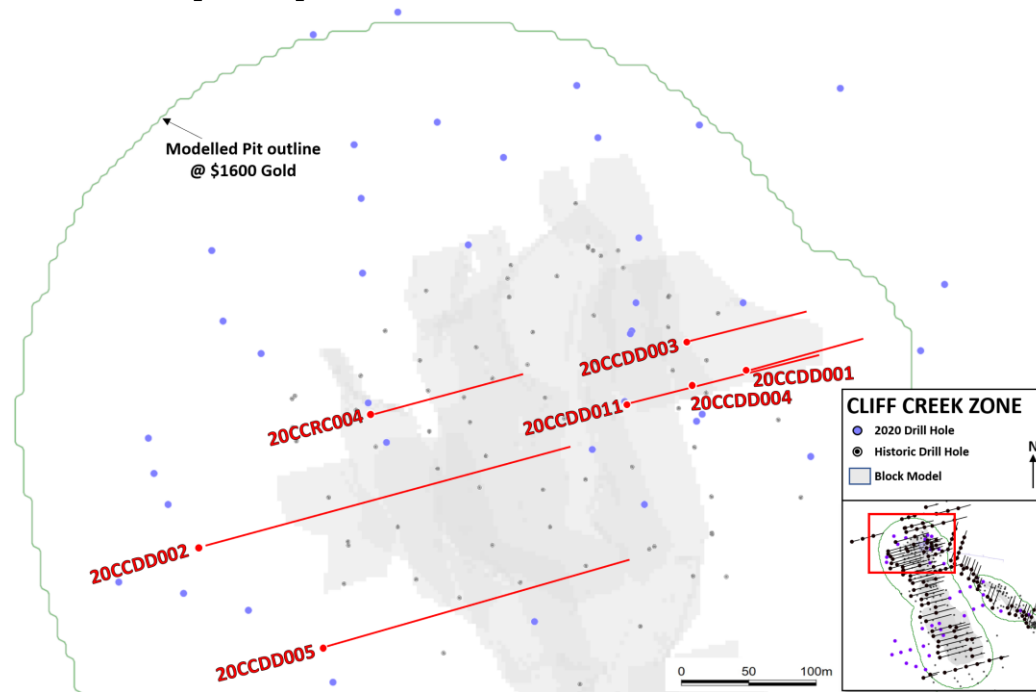 Modelled Pit outline
@ $1600 Gold
20CCDD003
20CCDD001
20CCDD004
20CCDD011
20CCRC004
20CCDD002
20CCDD005
CLIFF CREEK ZONE
2020 Drill Hole
Historic Drill Hole
Block Model
N
0 50 100m